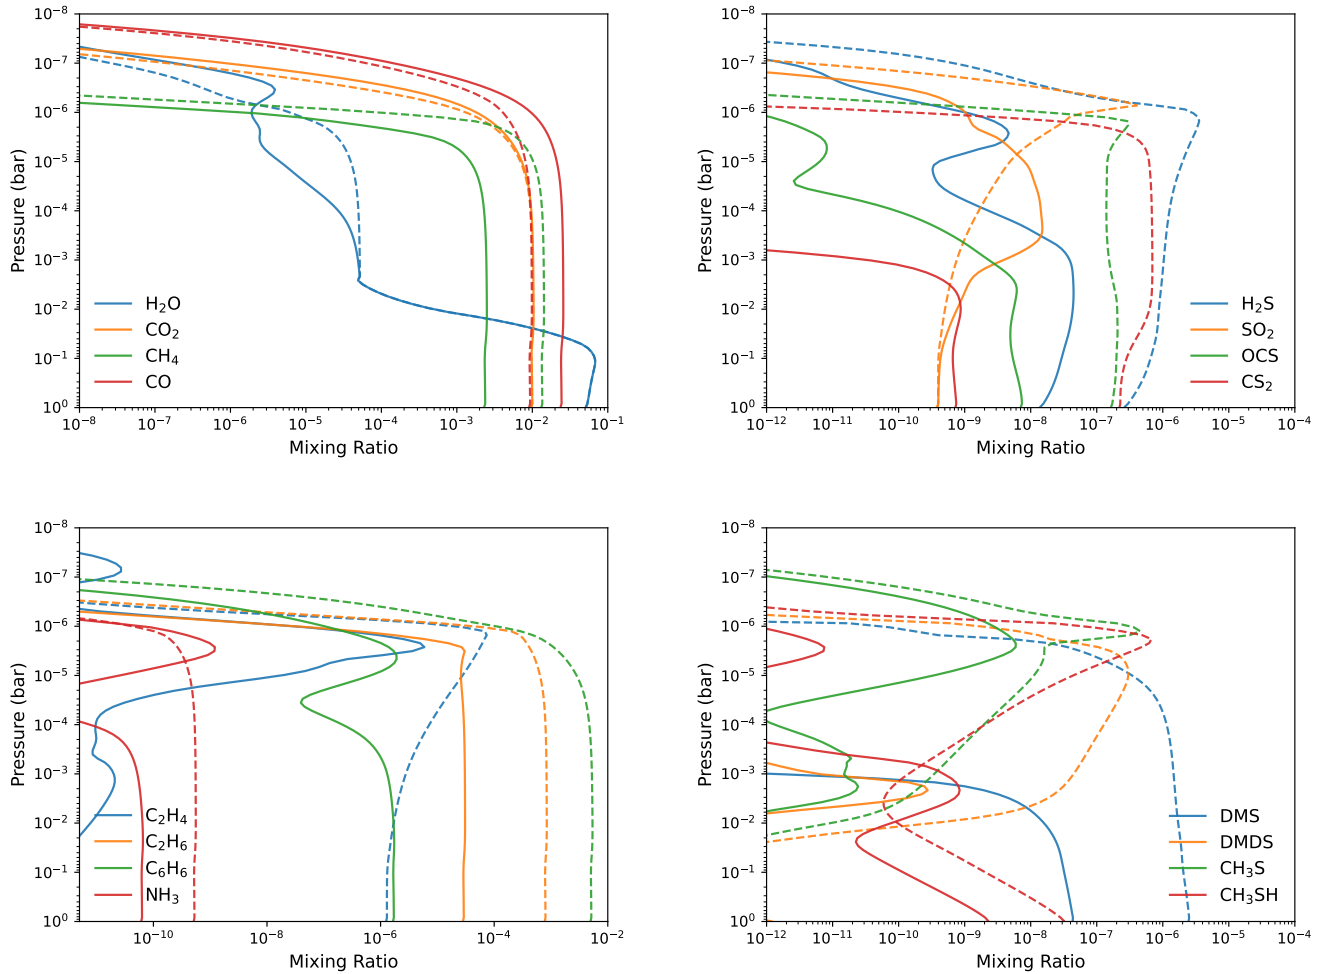 10⁻⁸
10⁻⁷
10⁻⁶
10⁻⁵
10⁻⁴
10⁻³
10⁻²
10⁻¹
10⁰
Pressure (bar)
H₂O
CO₂
CH₄
CO
10⁻⁸ 10⁻⁷ 10⁻⁶ 10⁻⁵ 10⁻⁴ 10⁻³ 10⁻² 10⁻¹
Mixing Ratio
10⁻⁸
10⁻⁷
10⁻⁶
10⁻⁵
10⁻⁴
10⁻³
10⁻²
10⁻¹
10⁰
Pressure (bar)
H₂S
SO₂
OCS
CS₂
10⁻¹² 10⁻¹¹ 10⁻¹⁰ 10⁻⁹ 10⁻⁸ 10⁻⁷ 10⁻⁶ 10⁻⁵ 10⁻⁴
Mixing Ratio
10⁻⁸
10⁻⁷
10⁻⁶
10⁻⁵
10⁻⁴
10⁻³
10⁻²
10⁻¹
10⁰
Pressure (bar)
C₂H₄
C₂H₆
C₆H₆
NH₃
10⁻¹⁰ 10⁻⁸ 10⁻⁶ 10⁻⁴ 10⁻²
Mixing Ratio
10⁻⁸
10⁻⁷
10⁻⁶
10⁻⁵
10⁻⁴
10⁻³
10⁻²
10⁻¹
10⁰
Pressure (bar)
DMS
DMDS
CH₃S
CH₃SH
10⁻¹² 10⁻¹¹ 10⁻¹⁰ 10⁻⁹ 10⁻⁸ 10⁻⁷ 10⁻⁶ 10⁻⁵ 10⁻⁴
Mixing Ratio